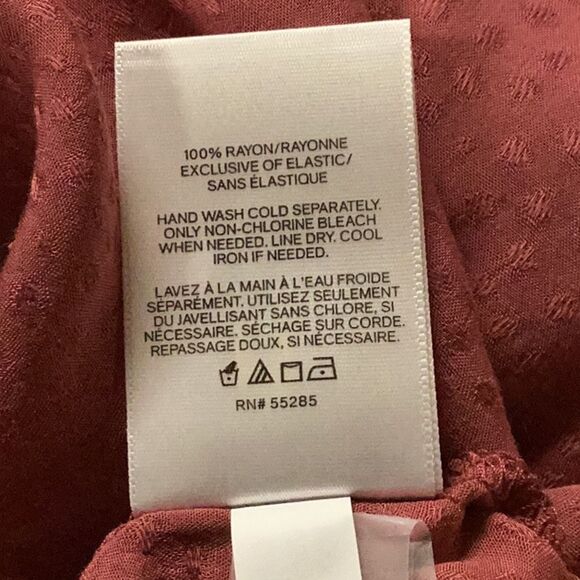 100% RAYON/RAYONNE
EXCLUSIVE OF ELASTIC/
SANS ÉLASTIQUE
HAND WASH COLD SEPARATELY.
ONLY NON-CHLORINE BLEACH
WHEN NEEDED. LINE DRY. COOL
IRON IF NEEDED.
LAVEZ À LA MAIN À L'EAU FROIDE
SÉPARÉMENT. UTILISEZ SEULEMENT
DU JAVELLISANT SANS CHLORE, SI
NÉCESSAIRE. SÉCHAGE SUR CORDE.
REPASSAGE DOUX, SI NÉCESSAIRE.
RN# 55285